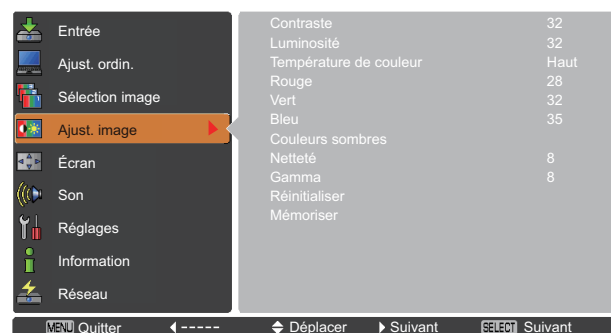 Entrée
Ajust. ordin.
Sélection image
Ajust. image
Écran
Son
Réglages
Information
Réseau
Contraste 32
Luminosité 32
Température de couleur Haut
Rouge 28
Vert 32
Bleu 35
Couleurs sombres
Netteté 8
Gamma 8
Réinitialiser
Mémoriser
MENU Quitter ----- Déplacer Suivant SELECT Suivant